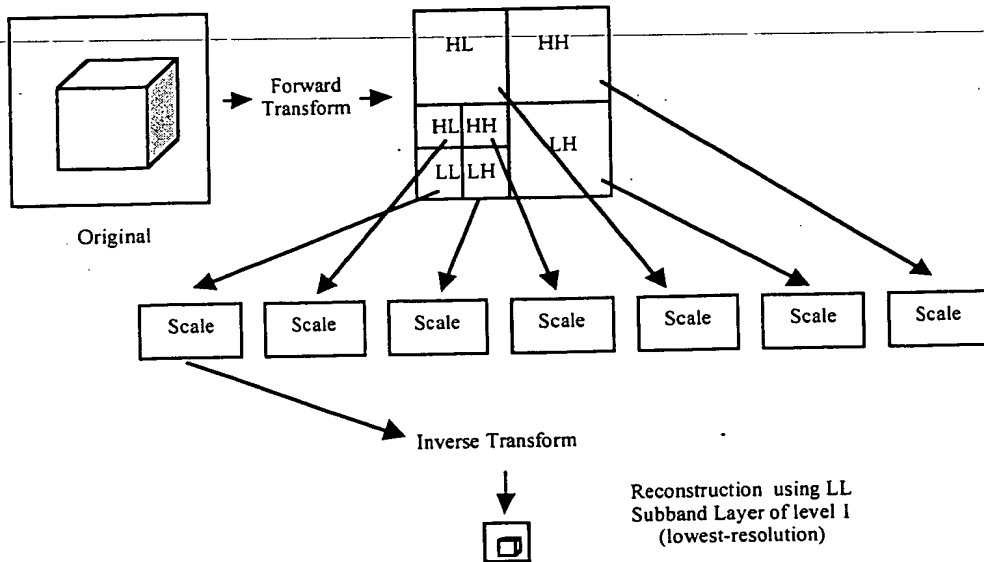 HL HH
Forward
Transform
HL HH
LH
LL LH
Original
Scale Scale Scale Scale Scale Scale Scale
Inverse Transform
Reconstruction using LL
Subband Layer of level 1
(lowest-resolution)